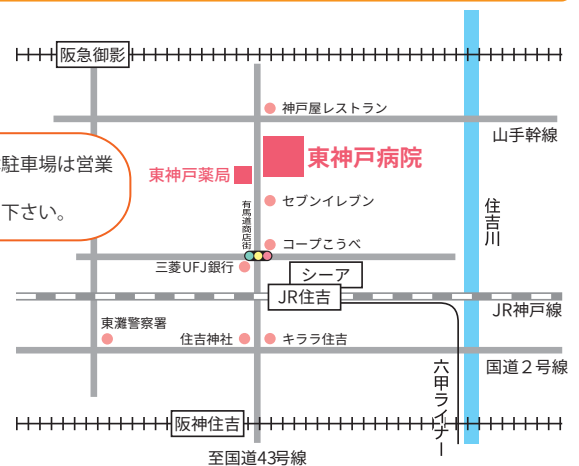 阪急御影
神戸屋レストラン
山手幹線
駐車場は営業
下さい。
東神戸病院
東神戸薬局
セブンイレブン
有馬道商店街
住吉川
コープこうべ
三菱UFJ銀行
シーア
JR住吉
JR神戸線
東灘警察署
住吉神社
キララ住吉
国道2号線
六甲ライナー
阪神住吉
至国道43号線